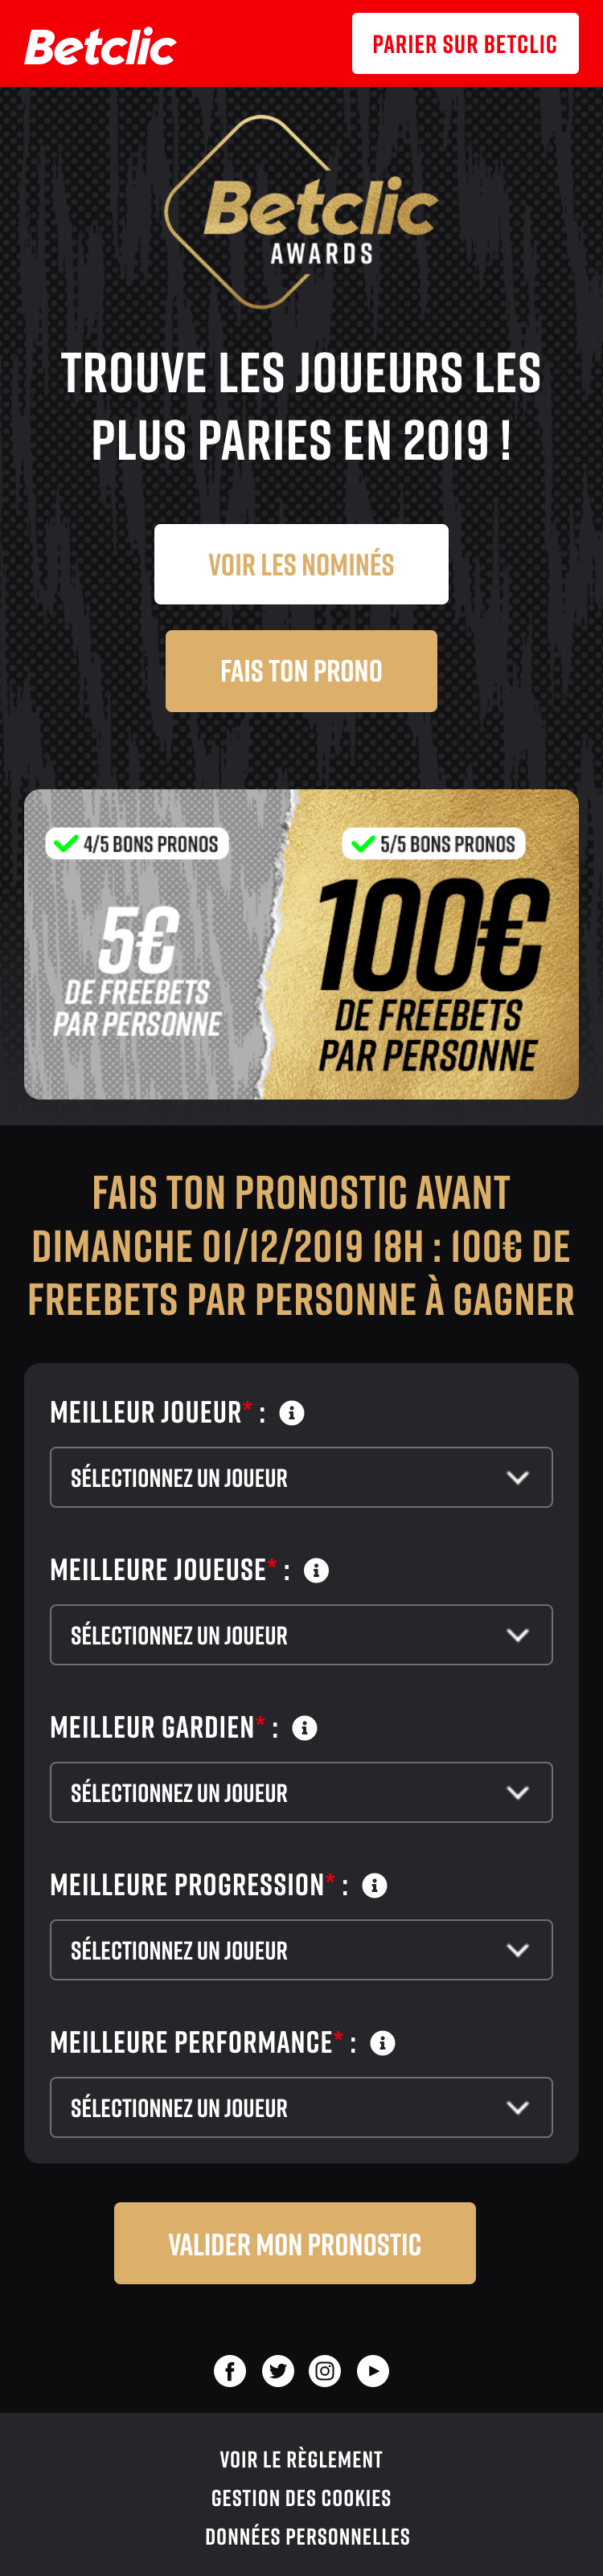 Betclic
PARIER SUR BETCLIC
Betclic
AWARDS
TROUVE LES JOUEURS LES
PLUS PARIES EN 2019 !
VOIR LES NOMINÉS
FAIS TON PRONO
4/5 BONS PRONOS
5€
DE FREEBETS
PAR PERSONNE
5/5 BONS PRONOS
100€
DE FREEBETS
PAR PERSONNE
FAIS TON PRONOSTIC AVANT
DIMANCHE 01/12/2019 18H : 100€ DE
FREEBETS PAR PERSONNE À GAGNER
MEILLEUR JOUEUR* :
SÉLECTIONNEZ UN JOUEUR
MEILLEURE JOUEUSE* :
SÉLECTIONNEZ UN JOUEUR
MEILLEUR GARDIEN* :
SÉLECTIONNEZ UN JOUEUR
MEILLEURE PROGRESSION* :
SÉLECTIONNEZ UN JOUEUR
MEILLEURE PERFORMANCE* :
SÉLECTIONNEZ UN JOUEUR
VALIDER MON PRONOSTIC
VOIR LE RÈGLEMENT
GESTION DES COOKIES
DONNÉES PERSONNELLES